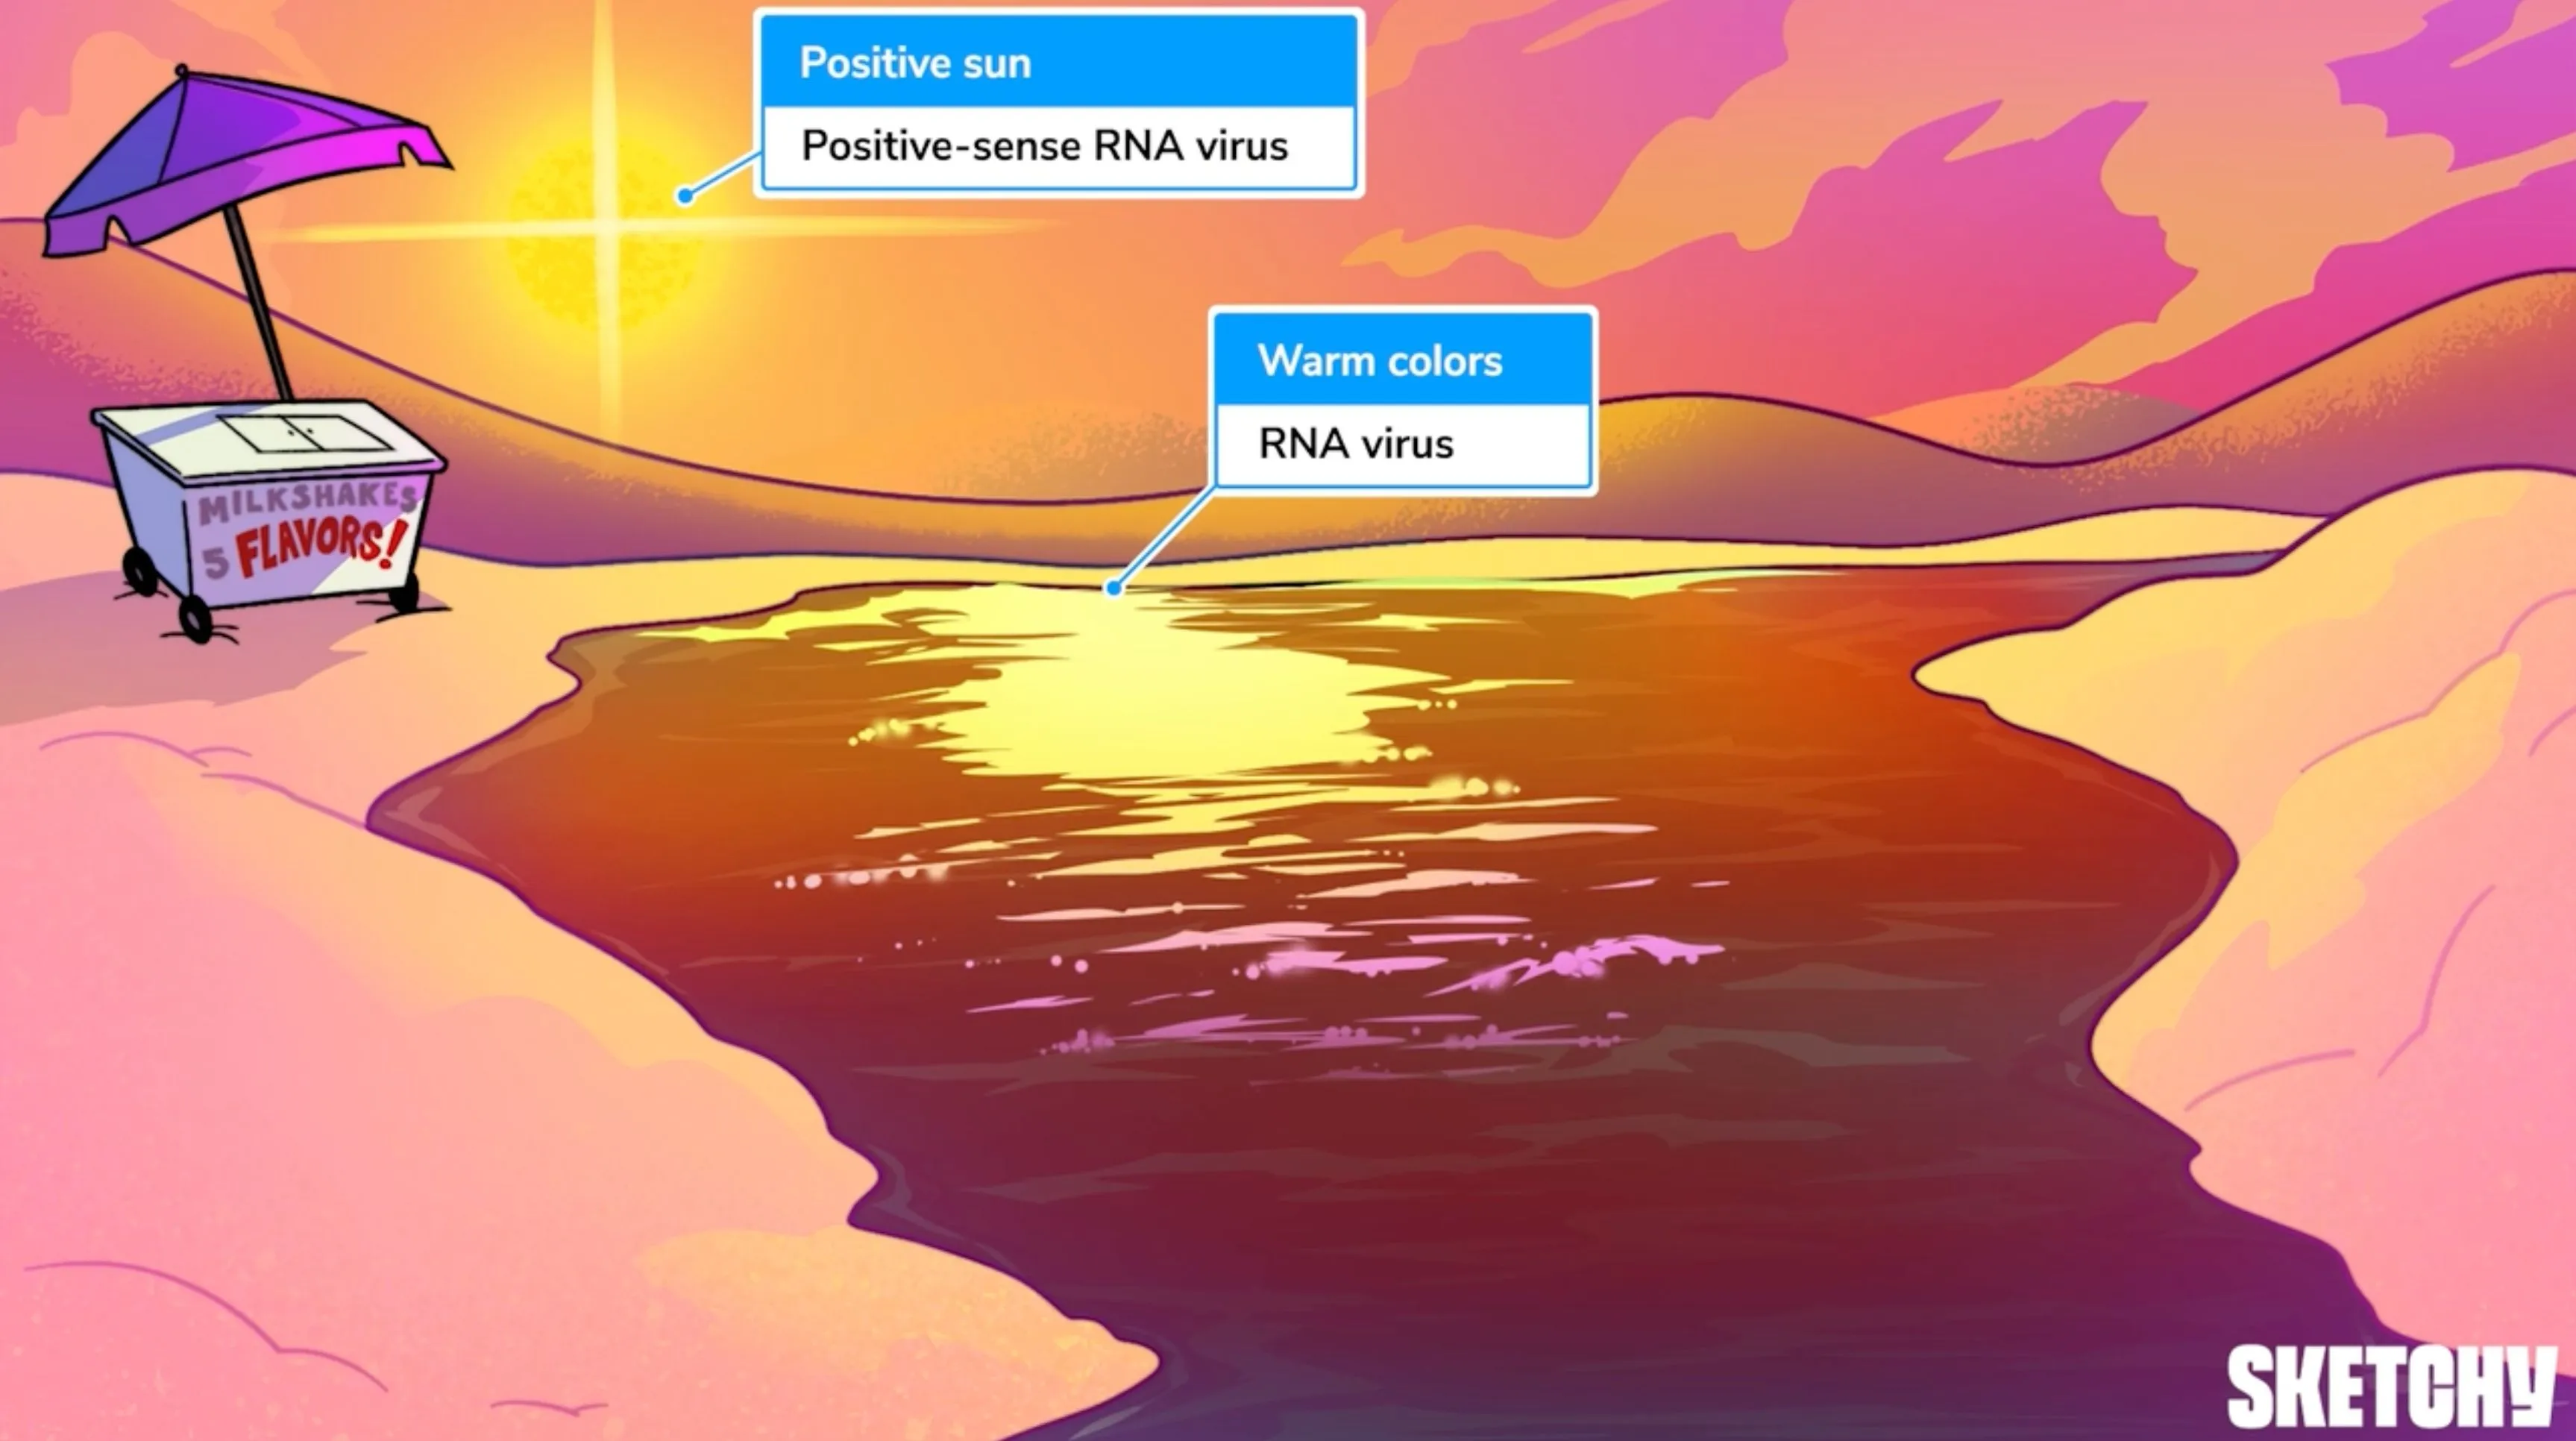 Positive sun
Positive-sense RNA virus
Warm colors
RNA virus
MILKSHAKES
5 FLAVORS!
SKETCHY